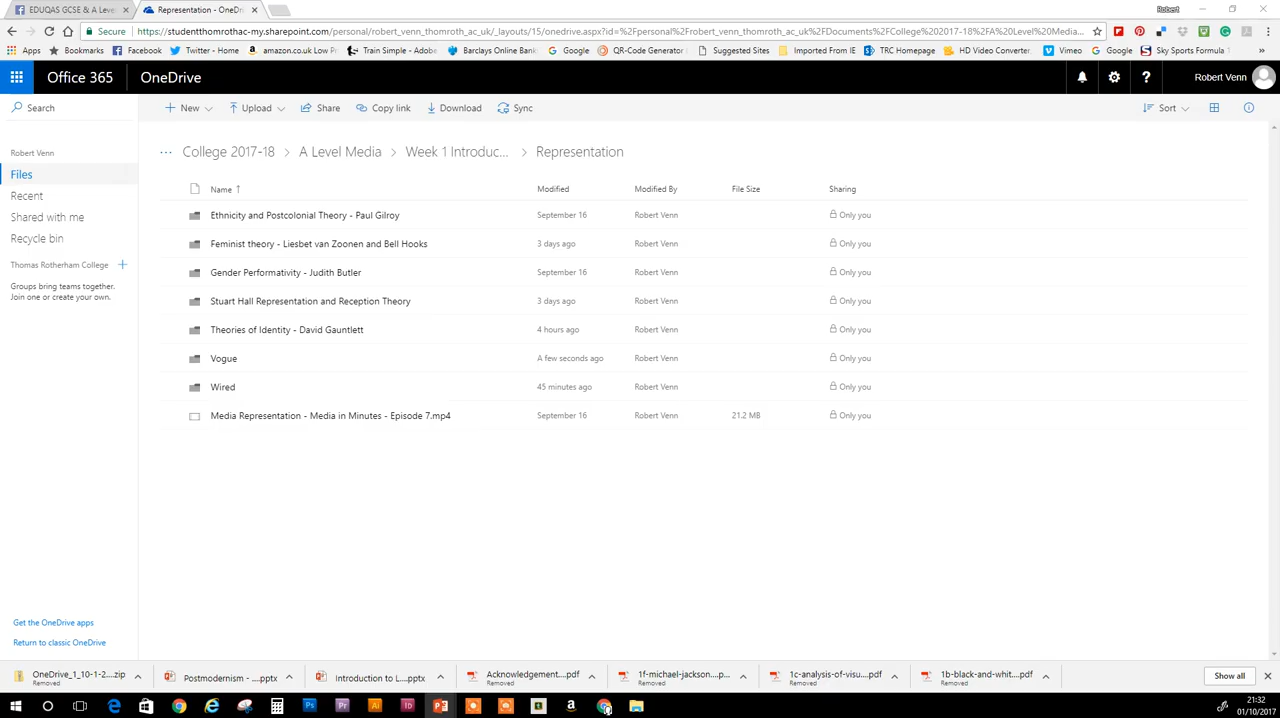 EDUQAS GCSE & A Leve
Representation - OneDri
Robert
Secure
https://studentthomrothac-my.sharepoint.com/personal/robert_venn_thomroth_ac_uk/_layouts/15/onedrive.aspx?id=%2Fpersonal%2Frobert_venn_thomroth_ac_uk%2FDocuments%2FCollege%202017-18%2FA%20Level%20Media...
Apps
Bookmarks
Facebook
Twitter - Home
amazon.co.uk Low Pr
Train Simple - Adobe
Barclays Online Bank
Google
QR-Code Generator
Suggested Sites
Imported From IE
TRC Homepage
HD Video Converter
Vimeo
Google
Sky Sports Formula 1
Office 365
OneDrive
Robert Venn
Search
New
Upload
Share
Copy link
Download
Sync
Sort
Robert Venn
Files
Recent
Shared with me
Recycle bin
Thomas Rotherham College
Groups bring teams together.
Join one or create your own.
Get the OneDrive apps
Return to classic OneDrive
College 2017-18 > A Level Media > Week 1 Introduc... > Representation
Name ↑ Modified Modified By File Size Sharing
Ethnicity and Postcolonial Theory - Paul Gilroy September 16 Robert Venn Only you
Feminist theory - Liesbet van Zoonen and Bell Hooks 3 days ago Robert Venn Only you
Gender Performativity - Judith Butler September 16 Robert Venn Only you
Stuart Hall Representation and Reception Theory 3 days ago Robert Venn Only you
Theories of Identity - David Gauntlett 4 hours ago Robert Venn Only you
Vogue A few seconds ago Robert Venn Only you
Wired 45 minutes ago Robert Venn Only you
Media Representation - Media in Minutes - Episode 7.mp4 September 16 Robert Venn 21.2 MB Only you
OneDrive_1_10-1-2....zip
Removed
Postmodernism - ....pptx
Introduction to L....pptx
Acknowledgement....pdf
Removed
1f-michael-jackson....p...
Removed
1c-analysis-of-visu....pdf
Removed
1b-black-and-whit....pdf
Removed
Show all
21:32
01/10/2017